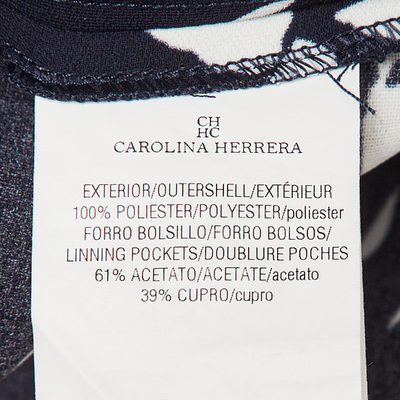 CH
HC
CAROLINA HERRERA
EXTERIOR/OUTERSHELL/EXTÉRIEUR
100% POLIESTER/POLYESTER/poliester
FORRO BOLSILLO/FORRO BOLSOS/
LINNING POCKETS/DOUBLURE POCHES
61% ACETATO/ACETATE/acetato
39% CUPRO/cupro